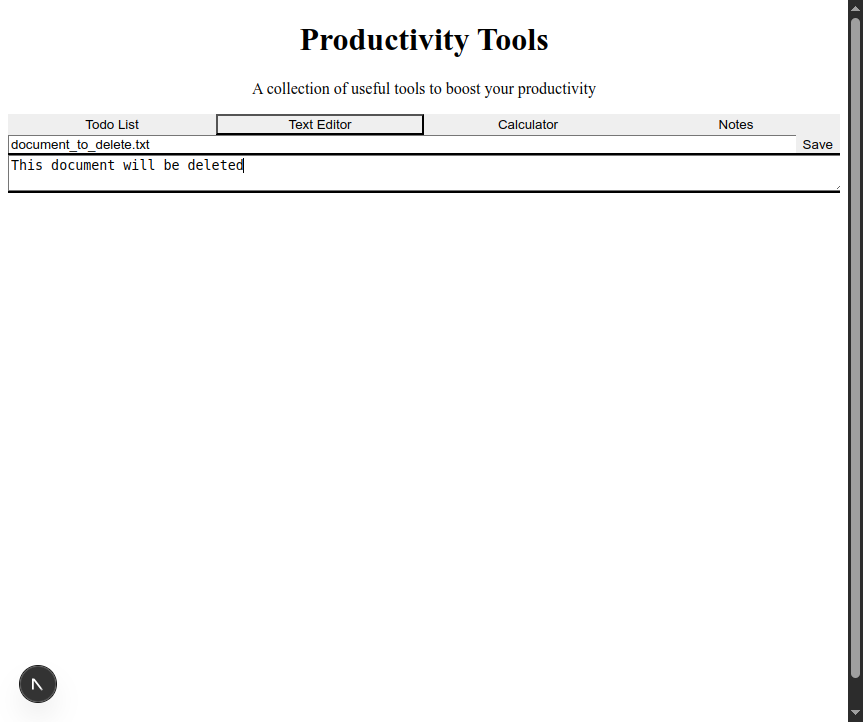 Productivity Tools
A collection of useful tools to boost your productivity
Todo List Text Editor Calculator Notes
document_to_delete.txt Save
This document will be deleted